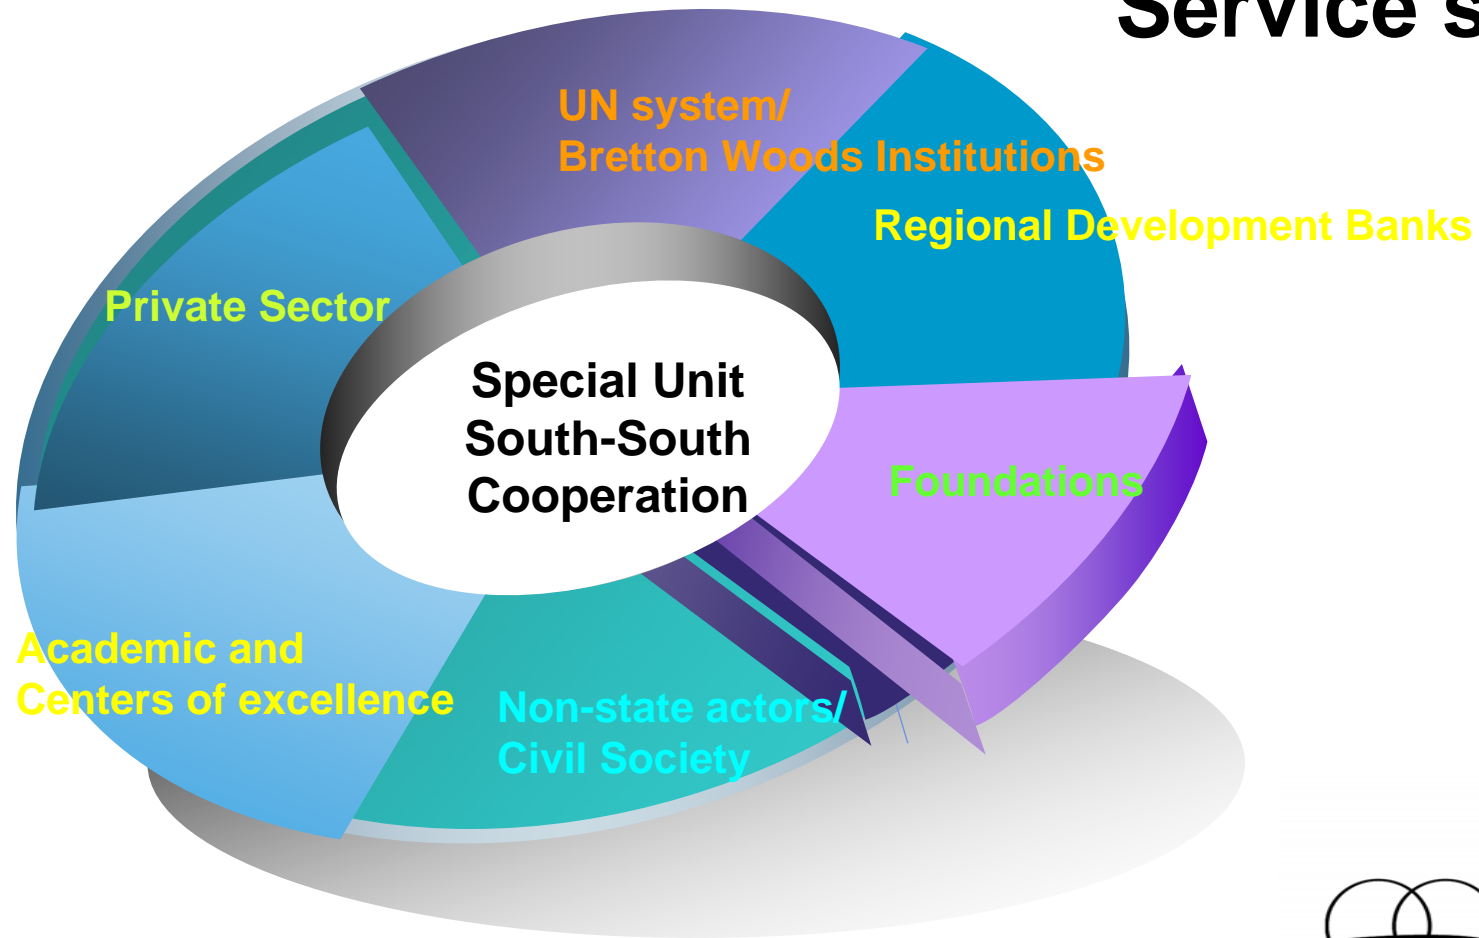 Service s
UN system/
Bretton Woods Institutions
Regional Development Banks
Private Sector
Special Unit
South-South
Cooperation
Foundations
Academic and
Centers of excellence
Non-state actors/
Civil Society